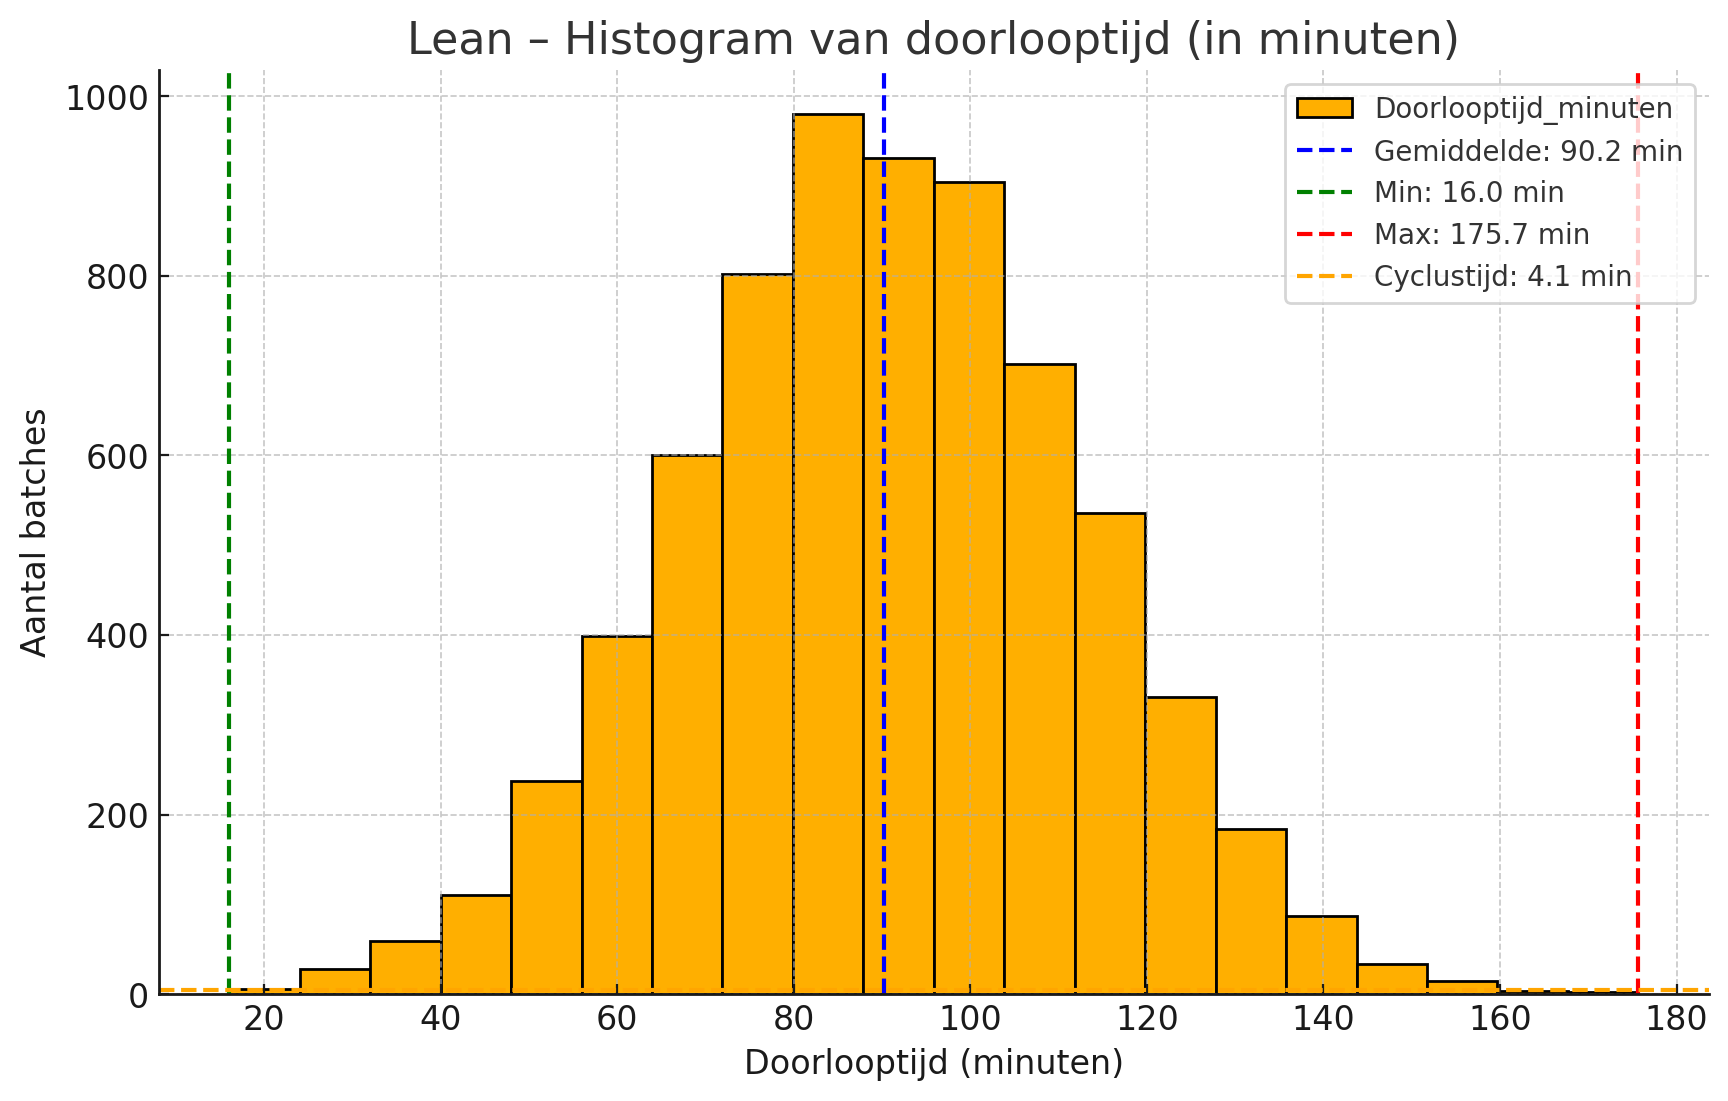 Lean – Histogram van doorlooptijd (in minuten)
Doorlooptijd_minuten
Gemiddelde: 90.2 min
Min: 16.0 min
Max: 175.7 min
Cyclustijd: 4.1 min
Aantal batches
1000
800
600
400
200
0
20 40 60 80 100 120 140 160 180
Doorlooptijd (minuten)